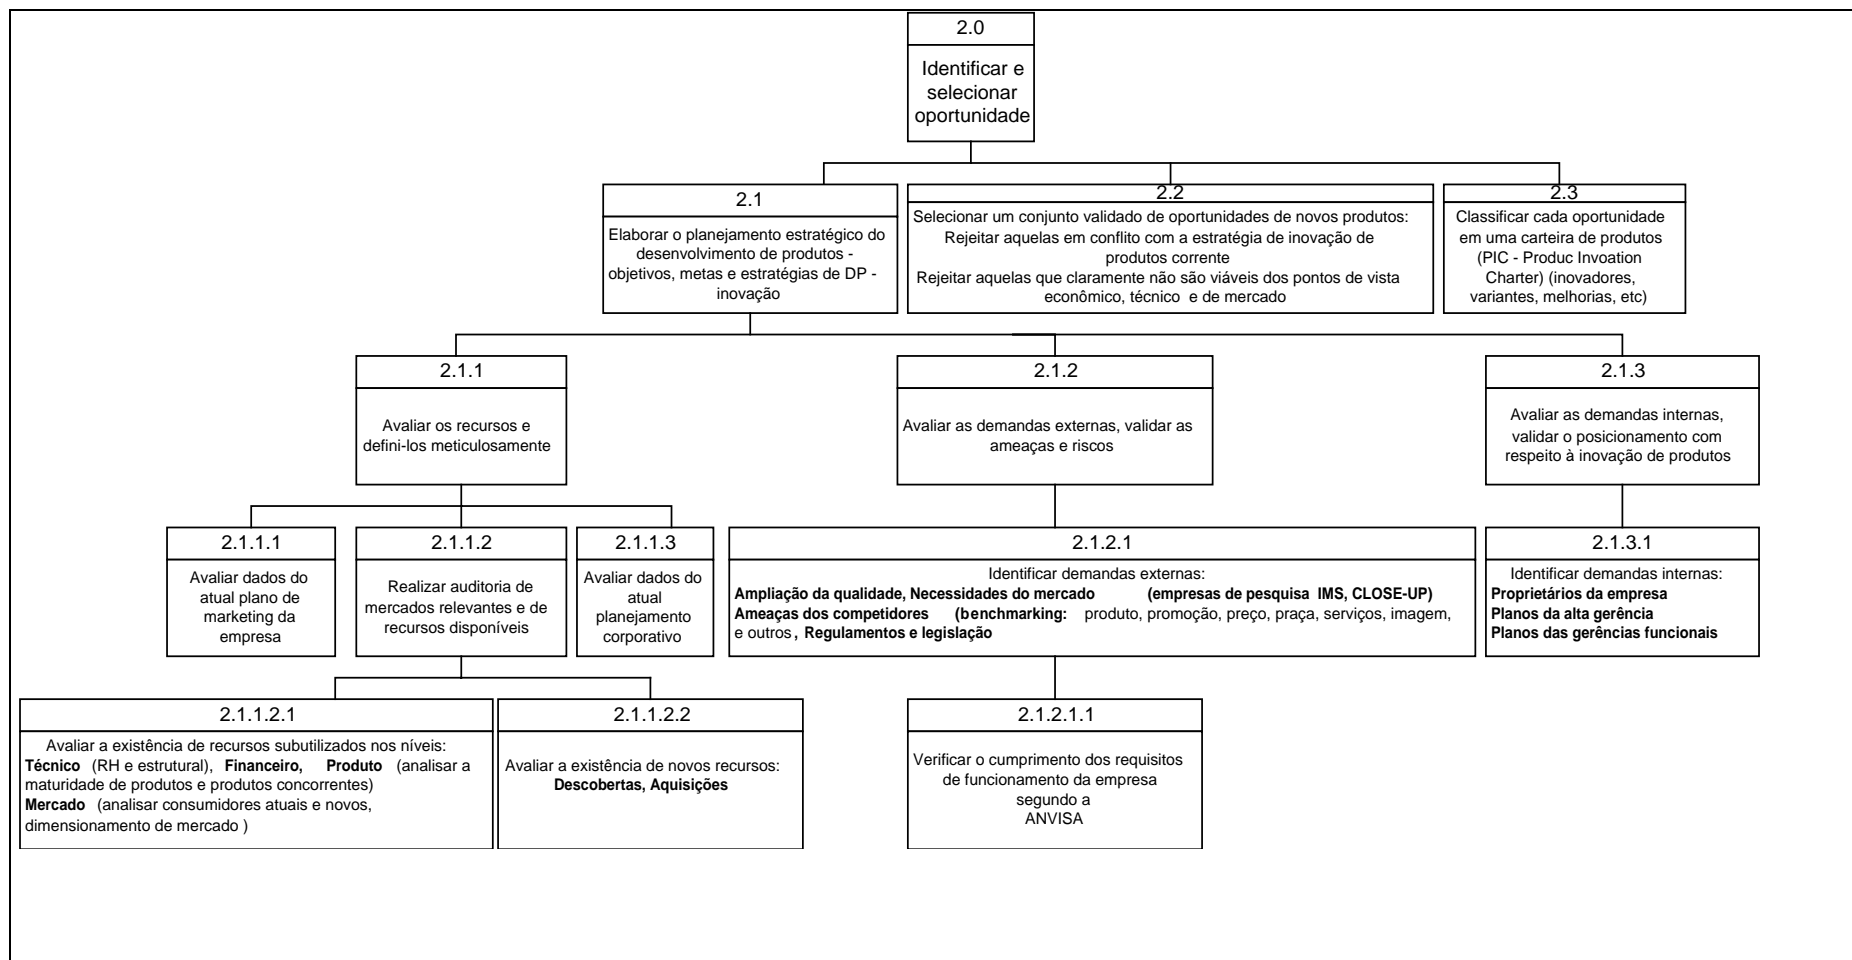 2.0
Identificar e
selecionar
oportunidade
2.1
Elaborar o planejamento estratégico do
desenvolvimento de produtos -
objetivos, metas e estratégias de DP -
inovação
2.2
Selecionar um conjunto validado de oportunidades de novos produtos:
Rejeitar aquelas em conflito com a estratégia de inovação de
produtos corrente
Rejeitar aquelas que claramente não são viáveis dos pontos de vista
econômico, técnico e de mercado
2.3
Classificar cada oportunidade
em uma carteira de produtos
(PIC - Produc Invoation
Charter) (inovadores,
variantes, melhorias, etc)
2.1.1
Avaliar os recursos e
defini-los meticulosamente
2.1.2
Avaliar as demandas externas, validar as
ameaças e riscos
2.1.3
Avaliar as demandas internas,
validar o posicionamento com
respeito à inovação de produtos
2.1.1.1
Avaliar dados do
atual plano de
marketing da
empresa
2.1.1.2
Realizar auditoria de
mercados relevantes e de
recursos disponíveis
2.1.1.3
Avaliar dados do
atual
planejamento
corporativo
2.1.2.1
Identificar demandas externas:
Ampliação da qualidade, Necessidades do mercado (empresas de pesquisa IMS, CLOSE-UP)
Ameaças dos competidores (benchmarking: produto, promoção, preço, praça, serviços, imagem,
e outros, Regulamentos e legislação
2.1.3.1
Identificar demandas internas:
Proprietários da empresa
Planos da alta gerência
Planos das gerências funcionais
2.1.1.2.1
Avaliar a existência de recursos subutilizados nos níveis:
Técnico (RH e estrutural), Financeiro, Produto (analisar a
maturidade de produtos e produtos concorrentes)
Mercado (analisar consumidores atuais e novos,
dimensionamento de mercado )
2.1.1.2.2
Avaliar a existência de novos recursos:
Descobertas, Aquisições
2.1.2.1.1
Verificar o cumprimento dos requisitos
de funcionamento da empresa
segundo a
ANVISA